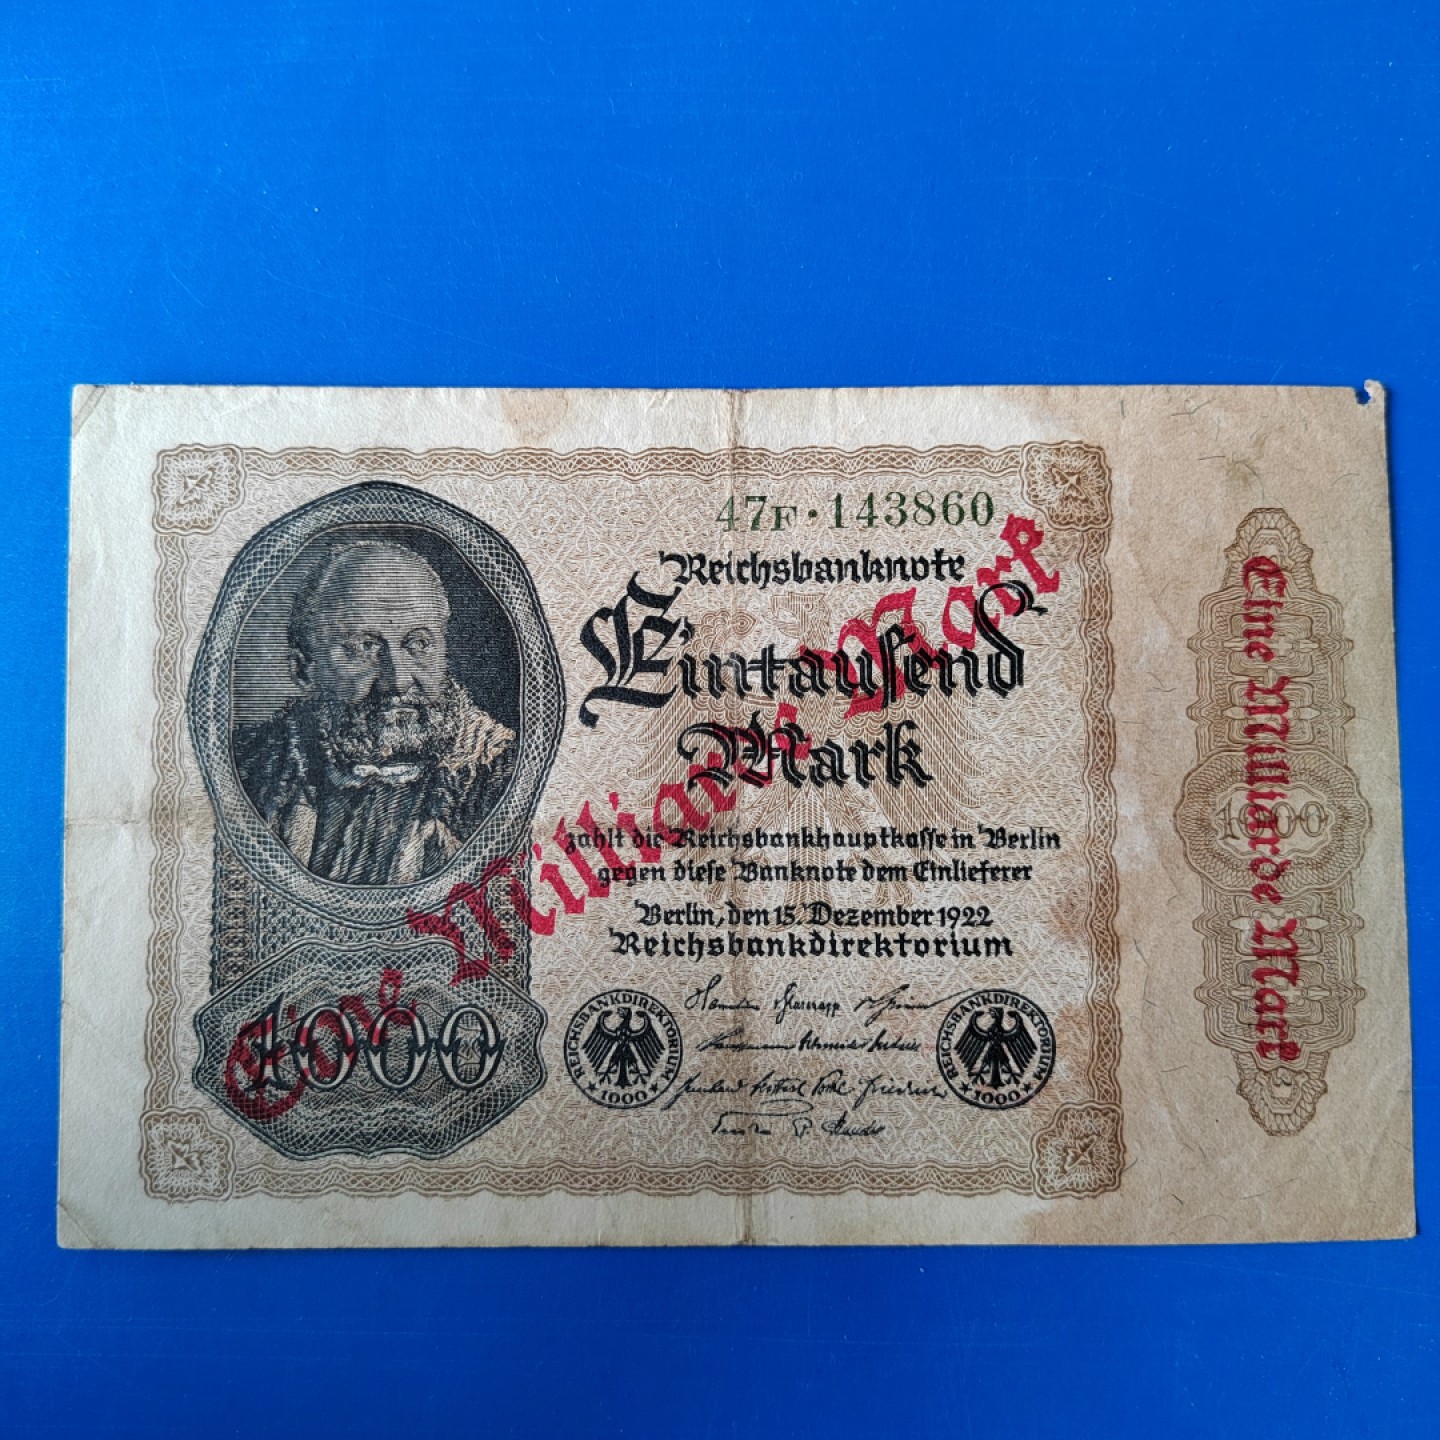 47F·143860
Reichsbanknote
Eintausend
Mark
zahlt die Reichsbankhauptkasse in Berlin
gegen diese Banknote dem Einlieferer
Berlin, den 15. Dezember 1922
Reichsbankdirektorium
Eine Milliarde Mark
1000
REICHSBANKDIREKTORIUM
1000
REICHSBANKDIREKTORIUM
1000
Eine Milliarde Mark
1000